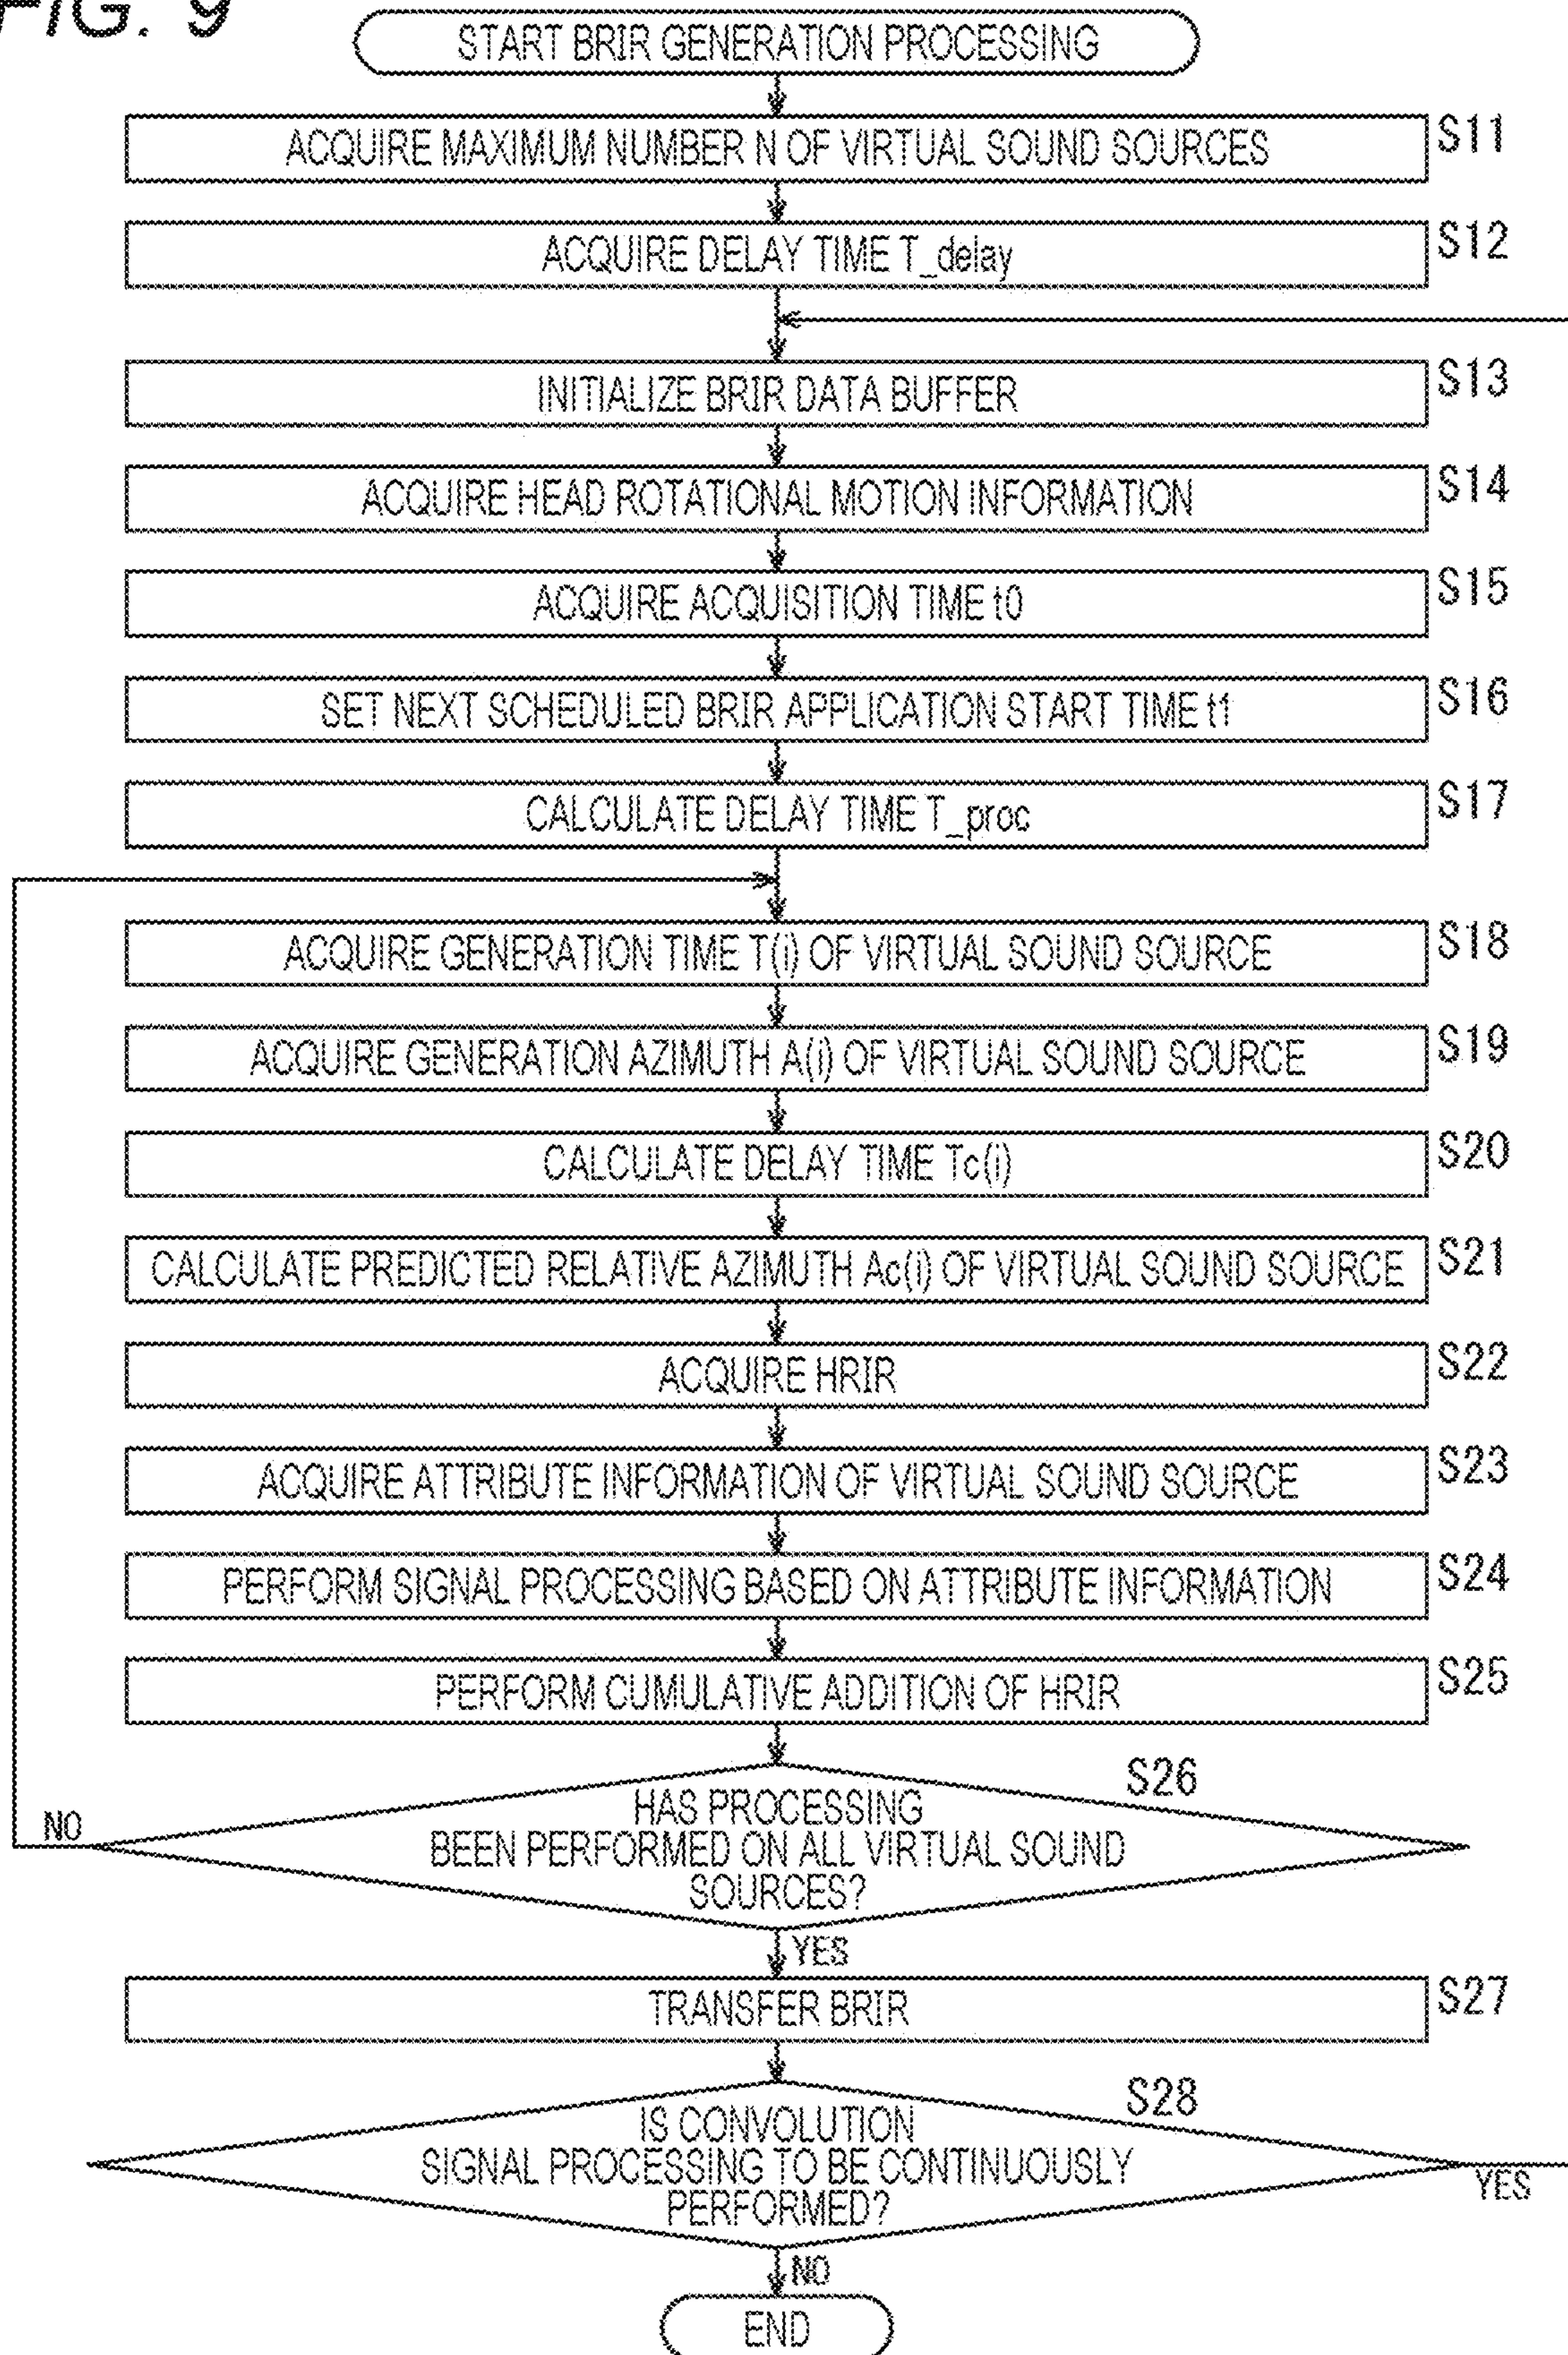 FIG. 9
START BRIR GENERATION PROCESSING
ACQUIRE MAXIMUM NUMBER N OF VIRTUAL SOUND SOURCES
S11
ACQUIRE DELAY TIME T_delay
S12
INITIALIZE BRIR DATA BUFFER
S13
ACQUIRE HEAD ROTATIONAL MOTION INFORMATION
S14
ACQUIRE ACQUISITION TIME t0
S15
SET NEXT SCHEDULED BRIR APPLICATION START TIME t1
S16
CALCULATE DELAY TIME T_proc
S17
ACQUIRE GENERATION TIME T(i) OF VIRTUAL SOUND SOURCE
S18
ACQUIRE GENERATION AZIMUTH A(i) OF VIRTUAL SOUND SOURCE
S19
CALCULATE DELAY TIME Tc(i)
S20
CALCULATE PREDICTED RELATIVE AZIMUTH Ac(i) OF VIRTUAL SOUND SOURCE
S21
ACQUIRE HRIR
S22
ACQUIRE ATTRIBUTE INFORMATION OF VIRTUAL SOUND SOURCE
S23
PERFORM SIGNAL PROCESSING BASED ON ATTRIBUTE INFORMATION
S24
PERFORM CUMULATIVE ADDITION OF HRIR
S25
S26
HAS PROCESSING
BEEN PERFORMED ON ALL VIRTUAL SOUND
SOURCES?
NO
YES
TRANSFER BRIR
S27
S28
IS CONVOLUTION
SIGNAL PROCESSING TO BE CONTINUOUSLY
PERFORMED?
YES
NO
END